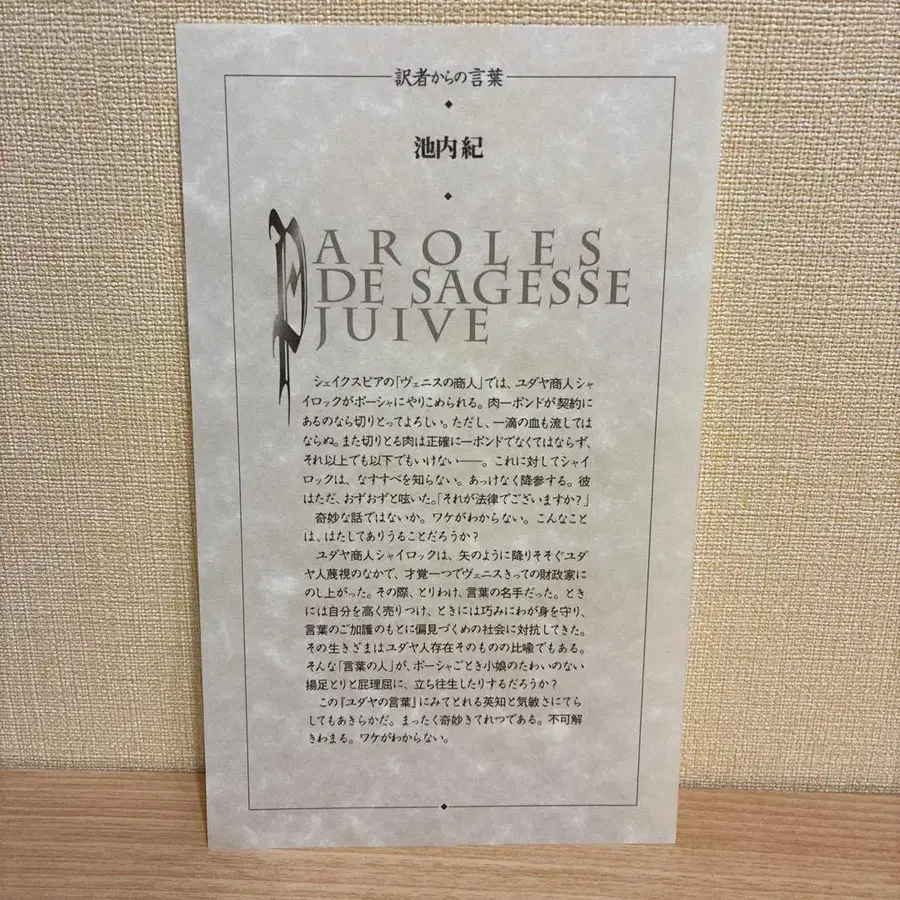 訳者からの言葉
池内紀
PAROLES
DE SAGESSE
JUIVE
シェイクスピアの「ヴェニスの商人」では、ユダヤ商人シャ
イロックがポーシャにやりこめられる。肉一ポンドが契約に
あるのなら切りとってよろしい。ただし、一滴の血も流しては
ならぬ。また切りとる肉は正確に一ポンドでなくてはならず、
それ以上でも以下でもいけない——。これに対してシャイ
ロックは、なすすべを知らない。あっけなく降参する。彼
はただ、おずおずと呟いた。「それが法律でございますか?」
奇妙な話ではないか。ワケがわからない。こんなこと
は、はたしてありうることだろうか?
ユダヤ商人シャイロックは、矢のように降りそそぐユダ
ヤ人蔑視のなかで、才覚一つでヴェニスきっての財政家に
のし上がった。その際、とりわけ、言葉の名手だった。とき
には自分を高く売りつけ、ときには巧みにわが身を守り、
言葉のご加護のもとに偏見づくめの社会に対抗してきた。
その生きざまはユダヤ人存在そのものの比喩でもある。
そんな「言葉の人」が、ポーシャごとき小娘のたわいのない
揚足とりと屁理屈に、立ち往生したりするだろうか?
この『ユダヤの言葉』にみてとれる英知と気敏さにてら
してもあきらかだ。まったく奇妙きてれつである。不可解
きわまる。ワケがわからない。